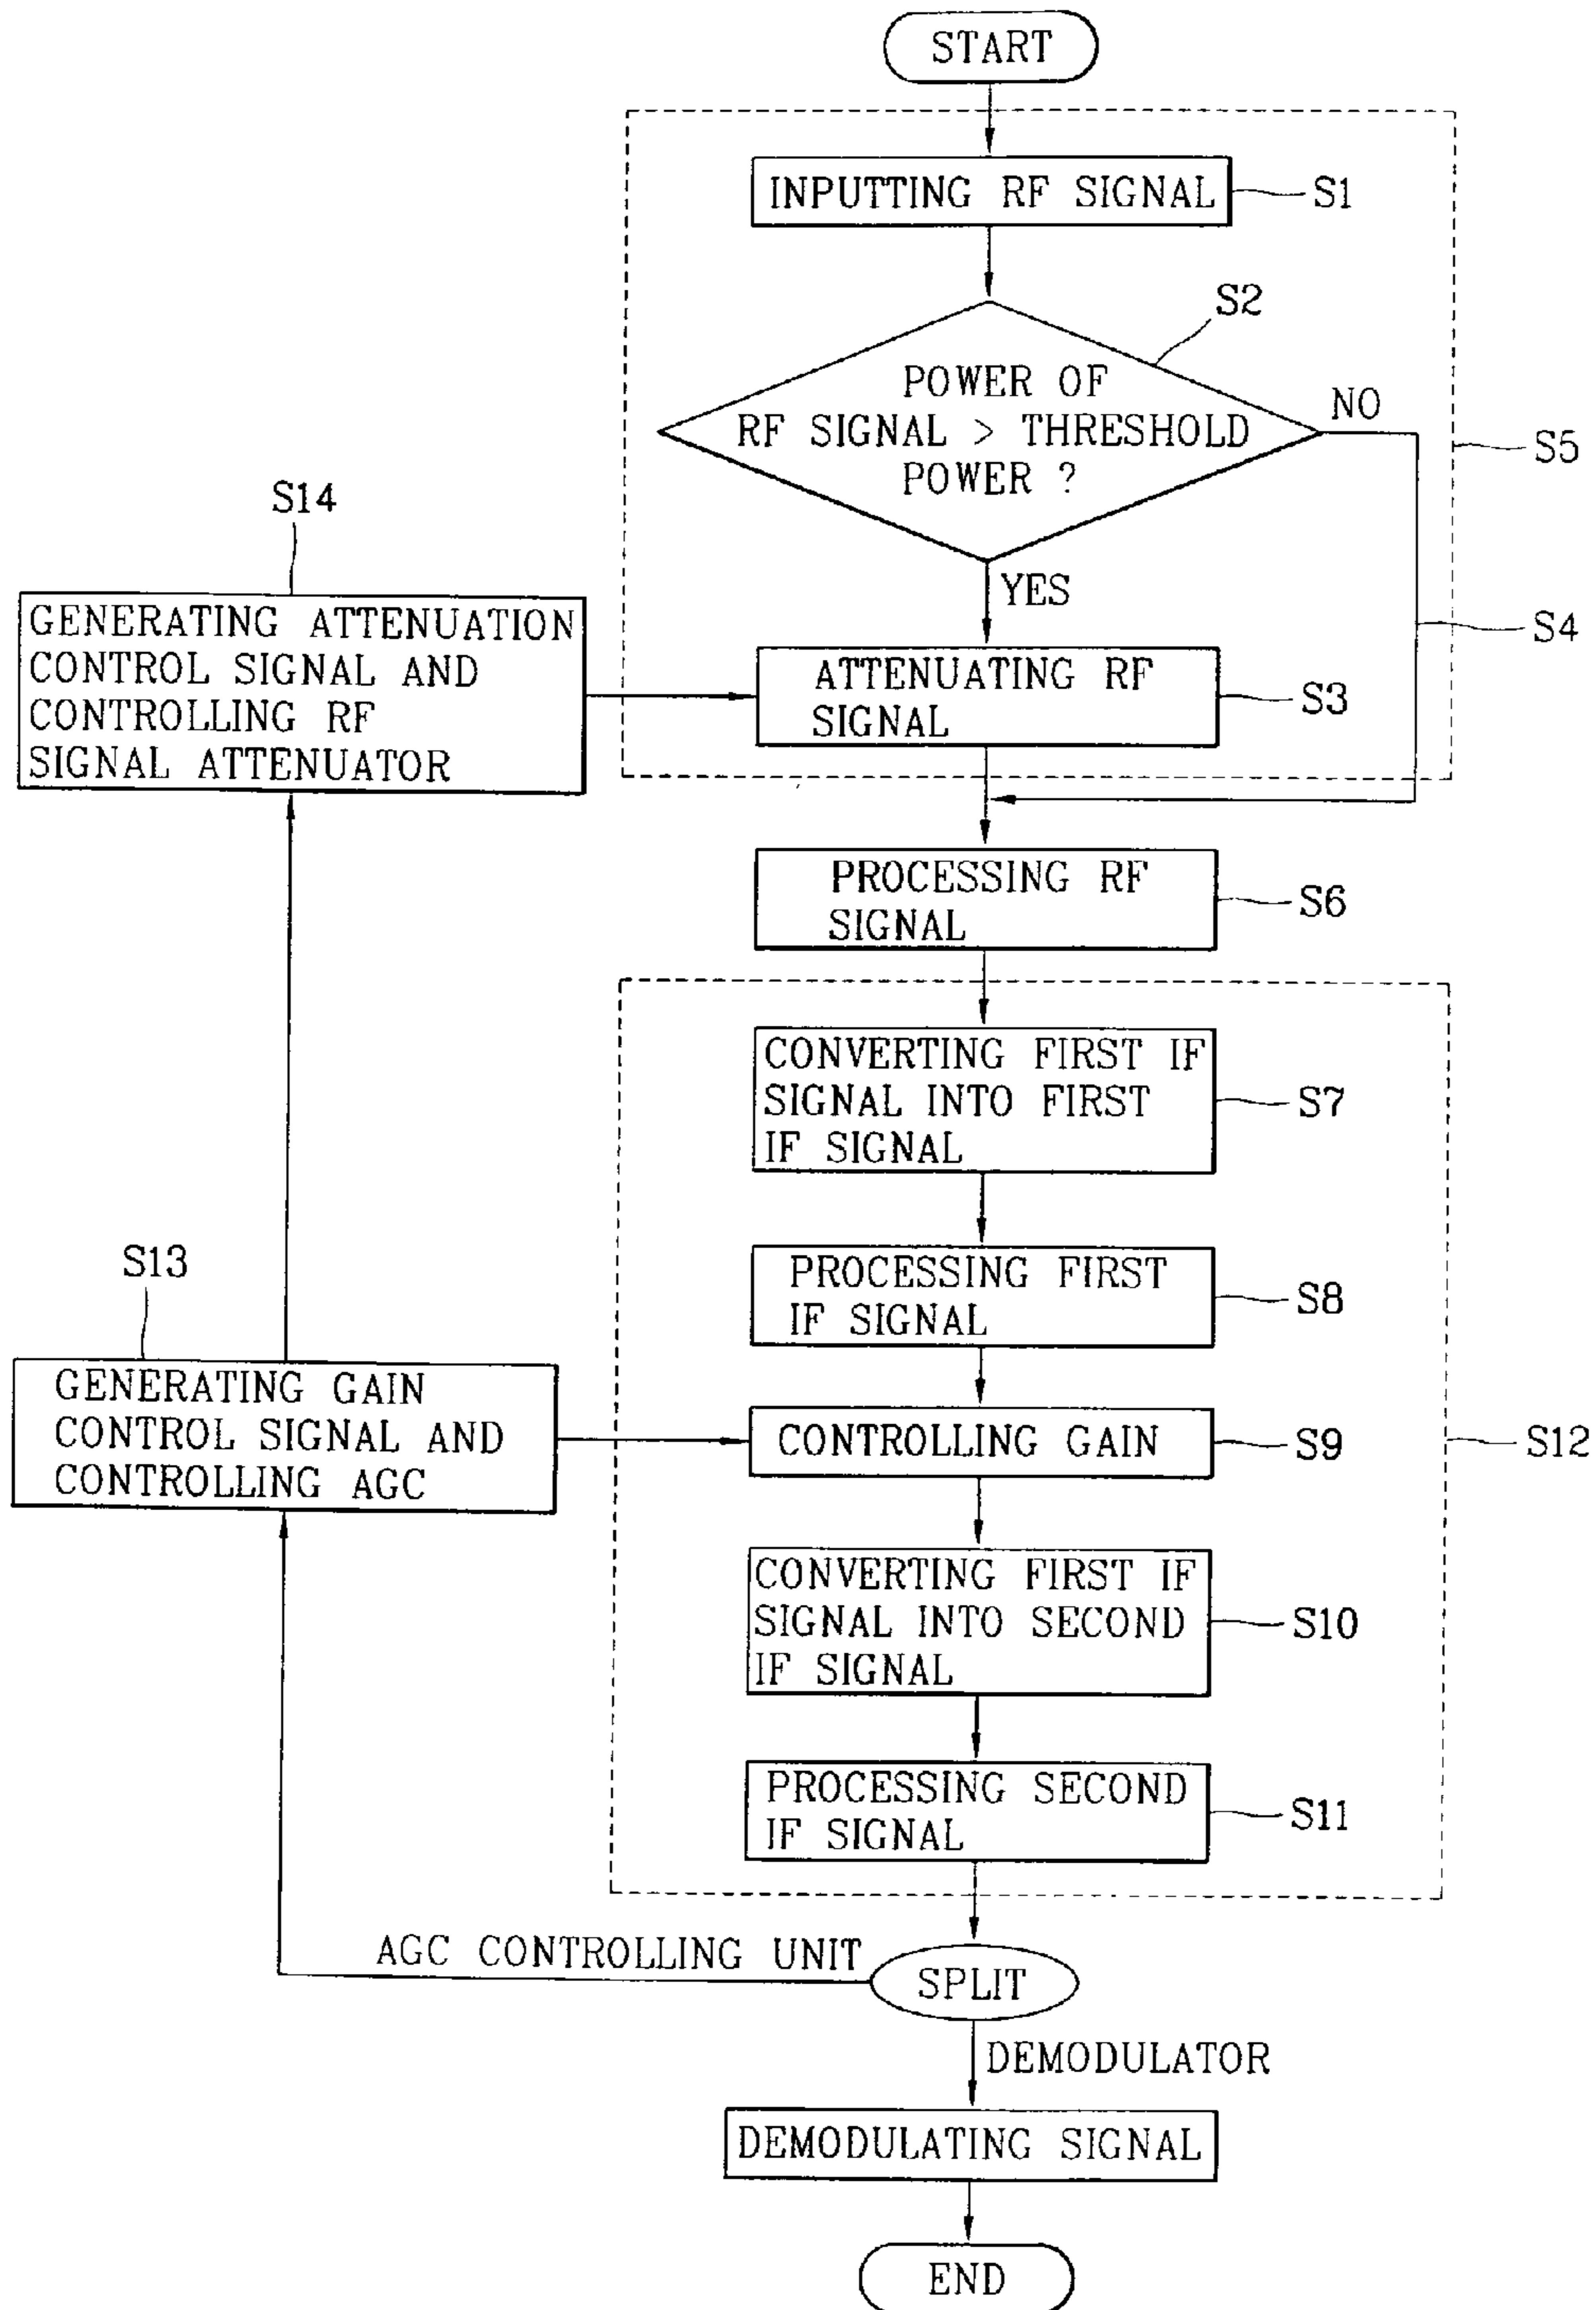 START
INPUTTING RF SIGNAL
S1
S2
POWER OF
RF SIGNAL > THRESHOLD
POWER ?
NO
S5
YES
S4
S14
GENERATING ATTENUATION
CONTROL SIGNAL AND
CONTROLLING RF
SIGNAL ATTENUATOR
ATTENUATING RF
SIGNAL
S3
PROCESSING RF
SIGNAL
S6
CONVERTING FIRST IF
SIGNAL INTO FIRST
IF SIGNAL
S7
PROCESSING FIRST
IF SIGNAL
S8
S13
GENERATING GAIN
CONTROL SIGNAL AND
CONTROLLING AGC
CONTROLLING GAIN
S9
S12
CONVERTING FIRST IF
SIGNAL INTO SECOND
IF SIGNAL
S10
PROCESSING SECOND
IF SIGNAL
S11
AGC CONTROLLING UNIT
SPLIT
DEMODULATOR
DEMODULATING SIGNAL
END